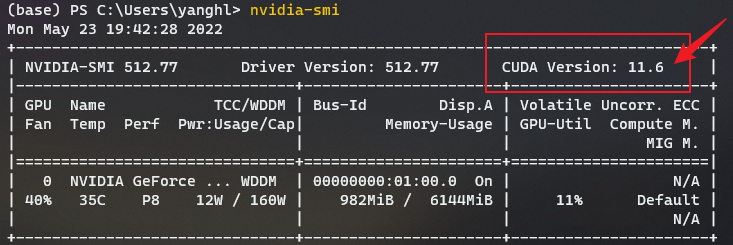 (base) PS C:\Users\yanghl> nvidia-smi
Mon May 23 19:42:28 2022
+-----------------------------------------------------------------------------+
| NVIDIA-SMI 512.77       Driver Version: 512.77       CUDA Version: 11.6     |
|-------------------------------+----------------------+----------------------+
| GPU  Name            TCC/WDDM | Bus-Id        Disp.A | Volatile Uncorr. ECC |
| Fan  Temp  Perf  Pwr:Usage/Cap|         Memory-Usage | GPU-Util  Compute M. |
|                               |                      |               MIG M. |
|===============================+======================+======================|
|   0  NVIDIA GeForce ... WDDM  | 00000000:01:00.0  On |                  N/A |
| 40%   35C    P8    12W / 160W |    982MiB /  6144MiB |     11%      Default |
|                               |                      |                  N/A |
+-------------------------------+----------------------+----------------------+